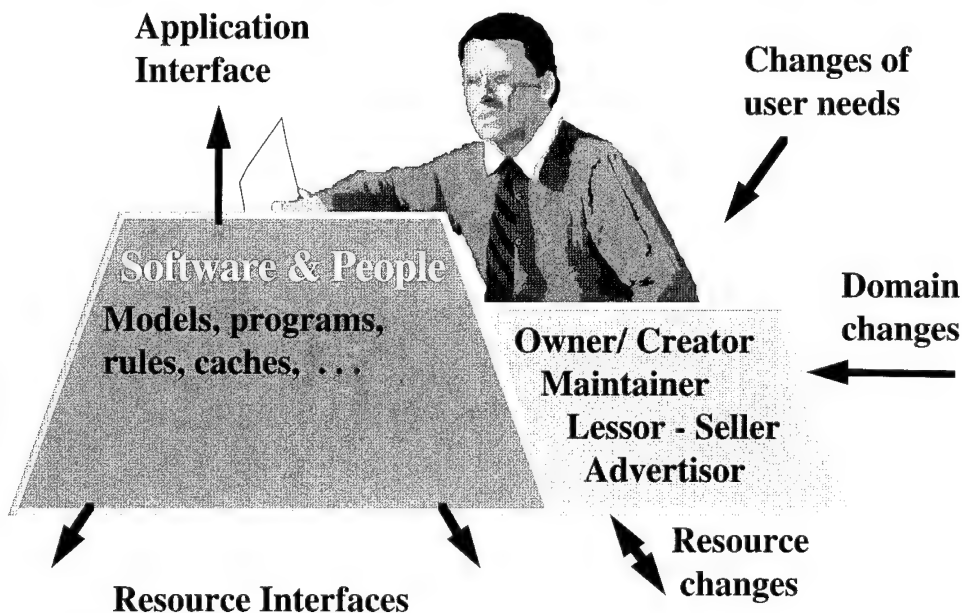 Application
Interface
Changes of
user needs
Software & People
Models, programs,
rules, caches, . . .
Domain
changes
Owner/ Creator
Maintainer
Lessor - Seller
Advertisor
Resource
changes
Resource Interfaces